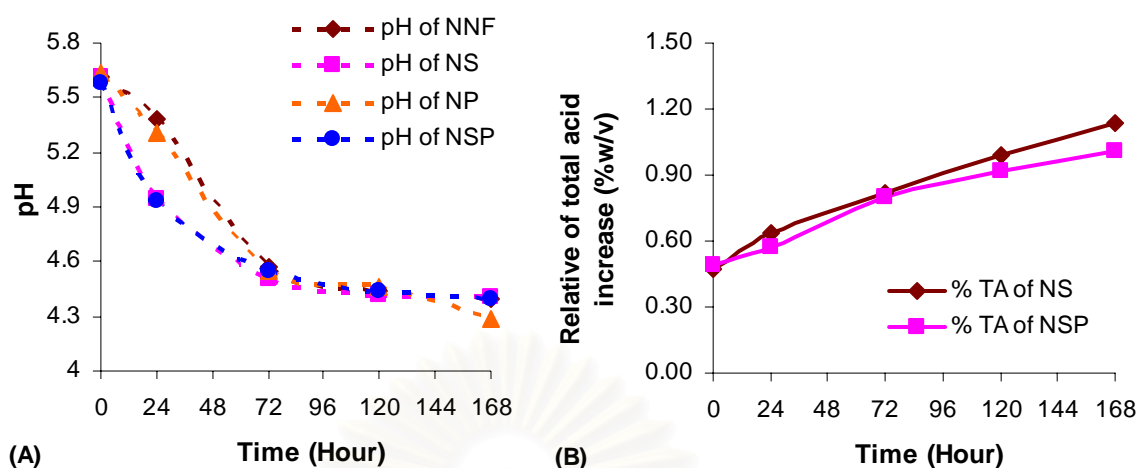 5.8
5.5
5.2
4.9
4.6
4.3
4
pH
pH of NNF
pH of NS
pH of NP
pH of NSP
0 24 48 72 96 120 144 168
Time (Hour)
(A)
1.50
1.20
0.90
0.60
0.30
0.00
Relative of total acid
increase (%w/v)
% TA of NS
% TA of NSP
0 24 48 72 96 120 144 168
Time (Hour)
(B)